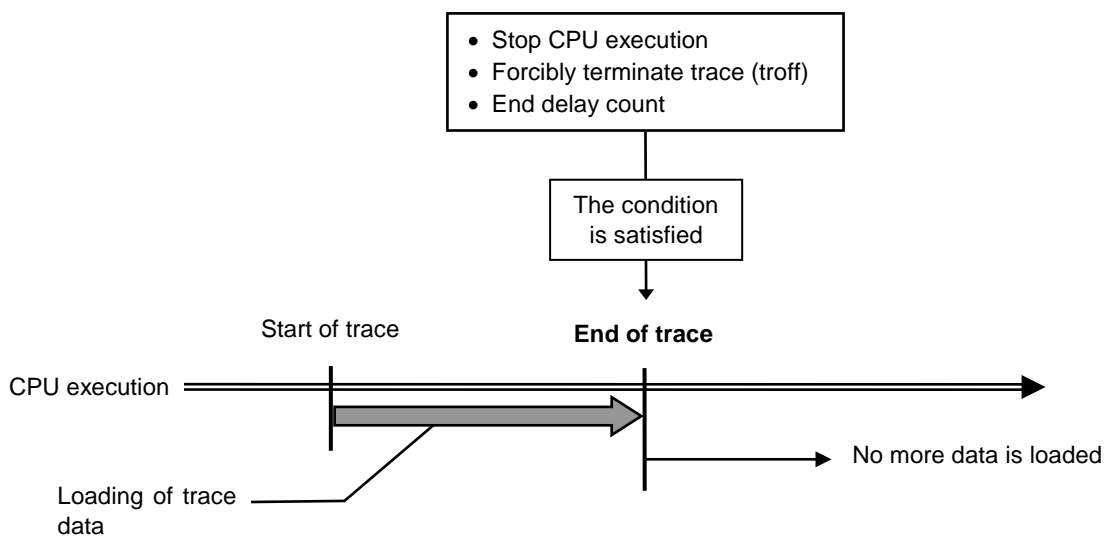 • Stop CPU execution
• Forcibly terminate trace (troff)
• End delay count
The condition
is satisfied
Start of trace
End of trace
CPU execution
No more data is loaded
Loading of trace
data